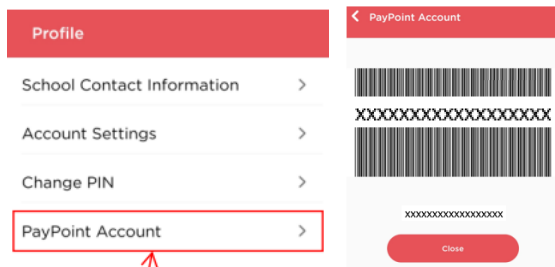 Profile
School Contact Information
Account Settings
Change PIN
PayPoint Account
PayPoint Account
XXXXXXXXXXXXXXXXXX
xxxxxxxxxxxxxxxxxx
Close